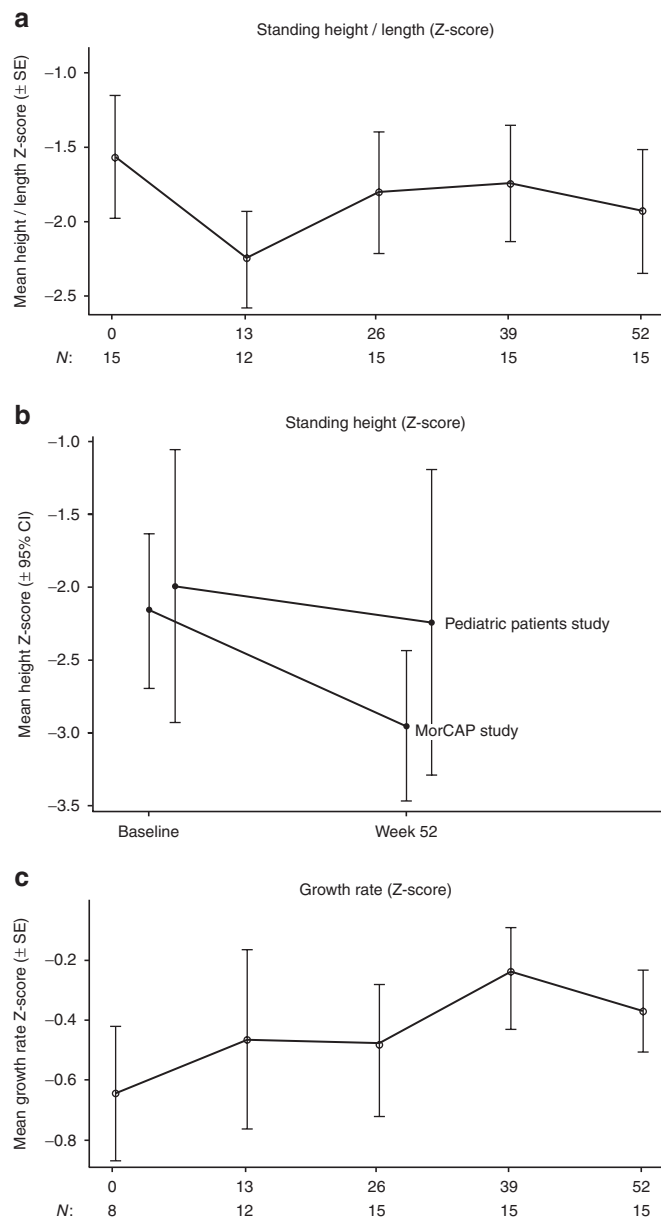 a
Standing height / length (Z-score)
Mean height / length Z-score (± SE)
−1.0
−1.5
−2.0
−2.5
0 13 26 39 52
N: 15 12 15 15 15
b
Standing height (Z-score)
Mean height Z-score (± 95% CI)
−1.0
−1.5
−2.0
−2.5
−3.0
−3.5
Pediatric patients study
MorCAP study
Baseline Week 52
c
Growth rate (Z-score)
Mean growth rate Z-score (± SE)
−0.2
−0.4
−0.6
−0.8
0 13 26 39 52
N: 8 12 15 15 15